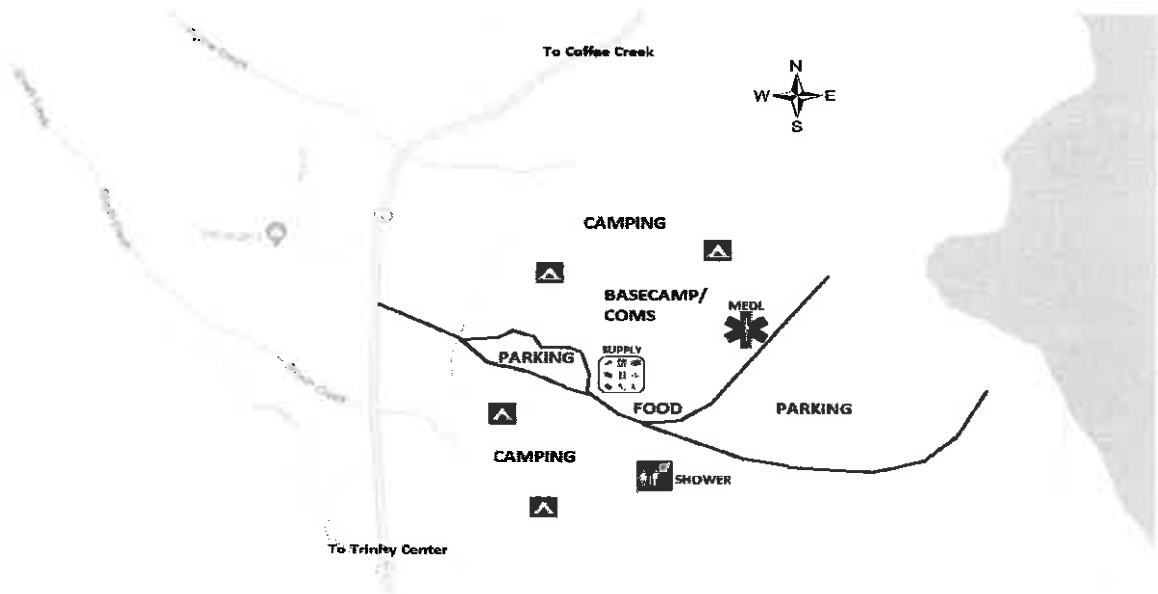 To Coffee Creek
N
W E
S
CAMPING
BASECAMP/
COMS
MEDL
SUPPLY
PARKING
FOOD
PARKING
CAMPING
SHOWER
To Trinity Center